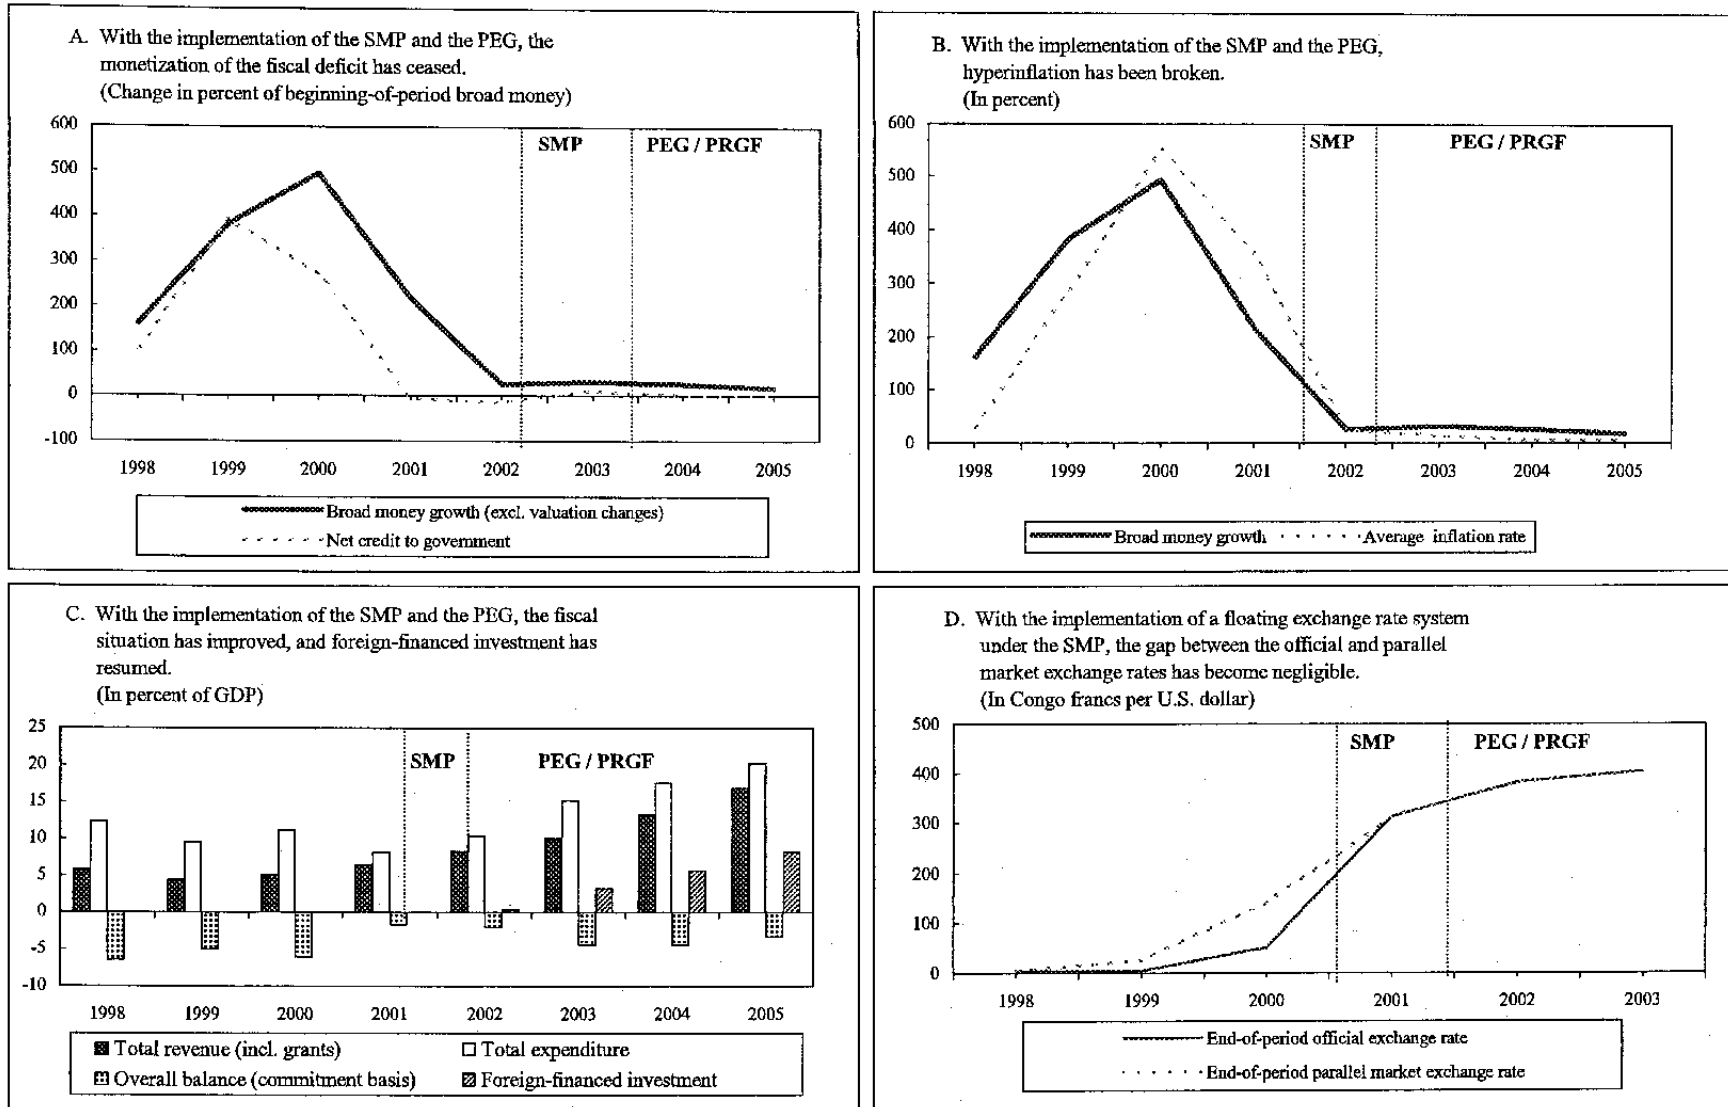 A. With the implementation of the SMP and the PEG, the
monetization of the fiscal deficit has ceased.
(Change in percent of beginning-of-period broad money)
600
500
400
300
200
100
0
-100
SMP
PEG / PRGF
1998 1999 2000 2001 2002 2003 2004 2005
Broad money growth (excl. valuation changes)
Net credit to government
B. With the implementation of the SMP and the PEG,
hyperinflation has been broken.
(In percent)
600
500
400
300
200
100
0
SMP
PEG / PRGF
1998 1999 2000 2001 2002 2003 2004 2005
Broad money growth Average inflation rate
C. With the implementation of the SMP and the PEG, the fiscal
situation has improved, and foreign-financed investment has
resumed.
(In percent of GDP)
25
20
15
10
5
0
-5
-10
SMP
PEG / PRGF
1998 1999 2000 2001 2002 2003 2004 2005
Total revenue (incl. grants) Total expenditure
Overall balance (commitment basis) Foreign-financed investment
D. With the implementation of a floating exchange rate system
under the SMP, the gap between the official and parallel
market exchange rates has become negligible.
(In Congo francs per U.S. dollar)
500
400
300
200
100
0
SMP
PEG / PRGF
1998 1999 2000 2001 2002 2003
End-of-period official exchange rate
End-of-period parallel market exchange rate